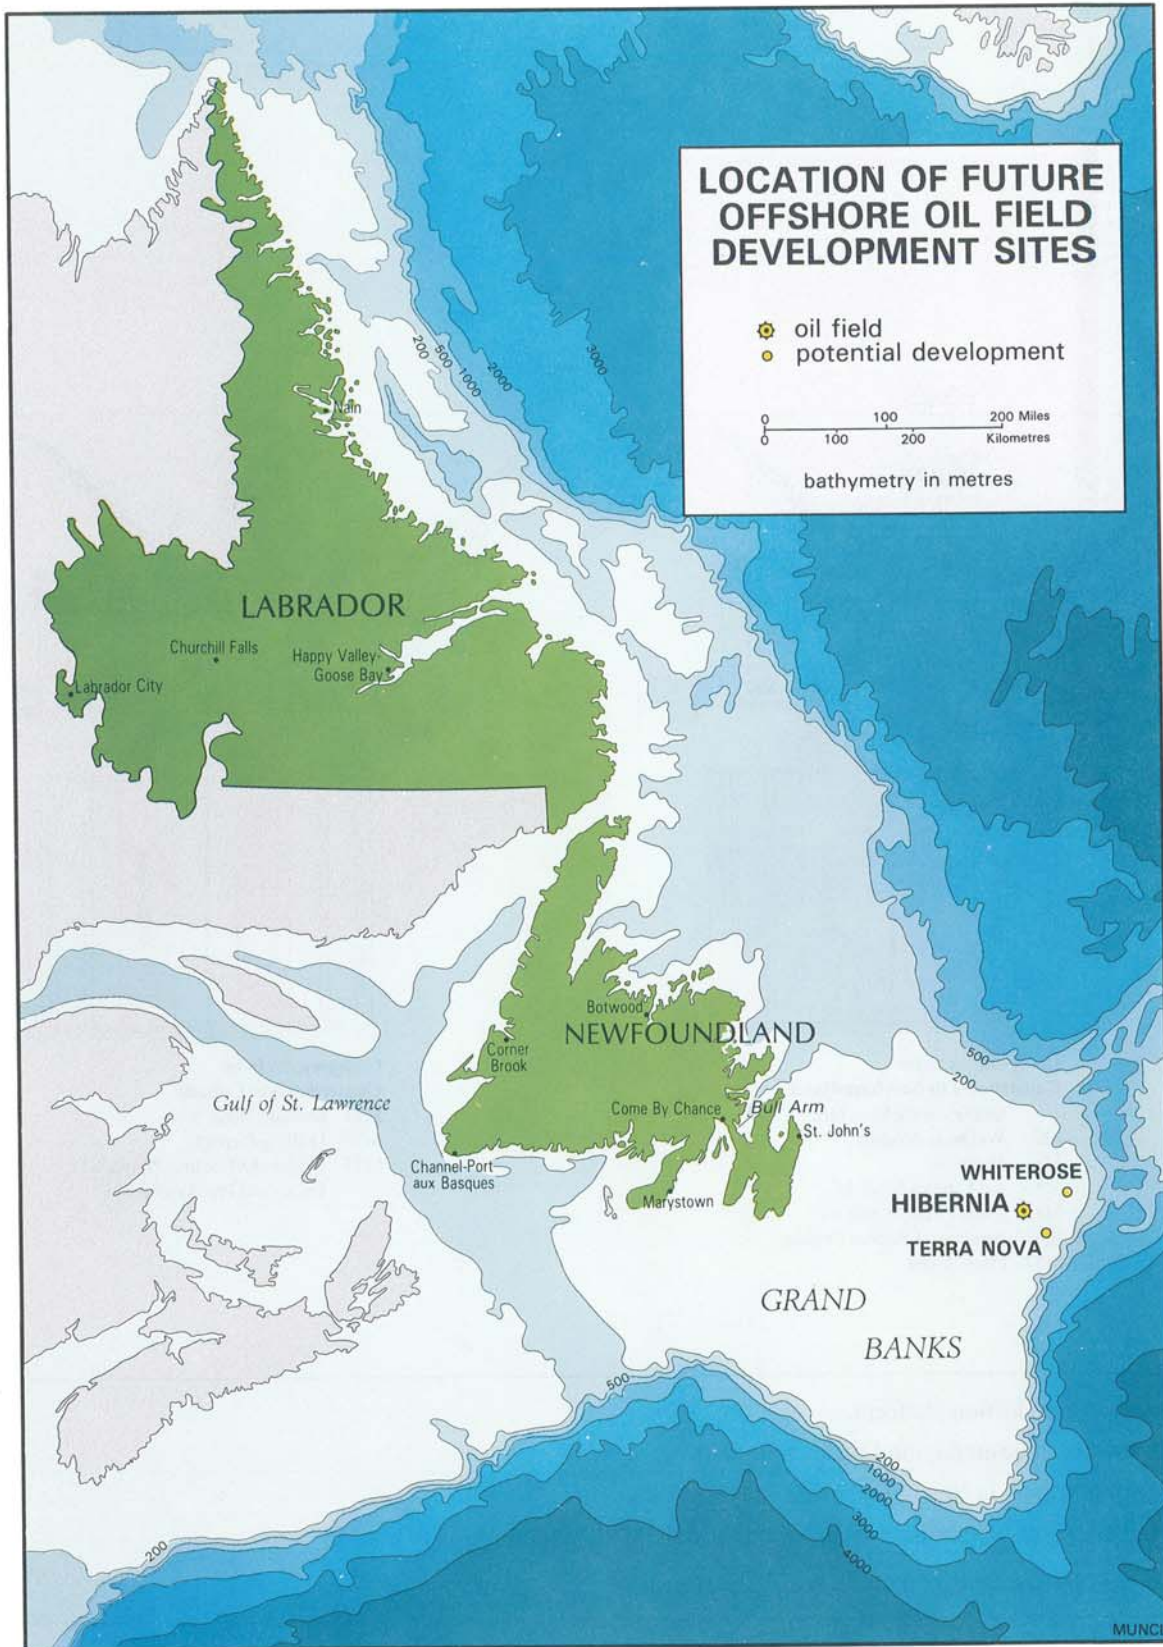 LOCATION OF FUTURE
OFFSHORE OIL FIELD
DEVELOPMENT SITES
oil field
potential development
0 100 200 Miles
0 100 200 Kilometres
bathymetry in metres
200
500
1000
2000
3000
Nain
LABRADOR
Churchill Falls
Happy Valley-
Goose Bay
Labrador City
Botwood
NEWFOUNDLAND
Corner
Brook
Gulf of St. Lawrence
Come By Chance
Bull Arm
St. John's
Channel-Port
aux Basques
Marystown
500
200
WHITEROSE
HIBERNIA
TERRA NOVA
GRAND
BANKS
500
200
1000
2000
3000
4000
200